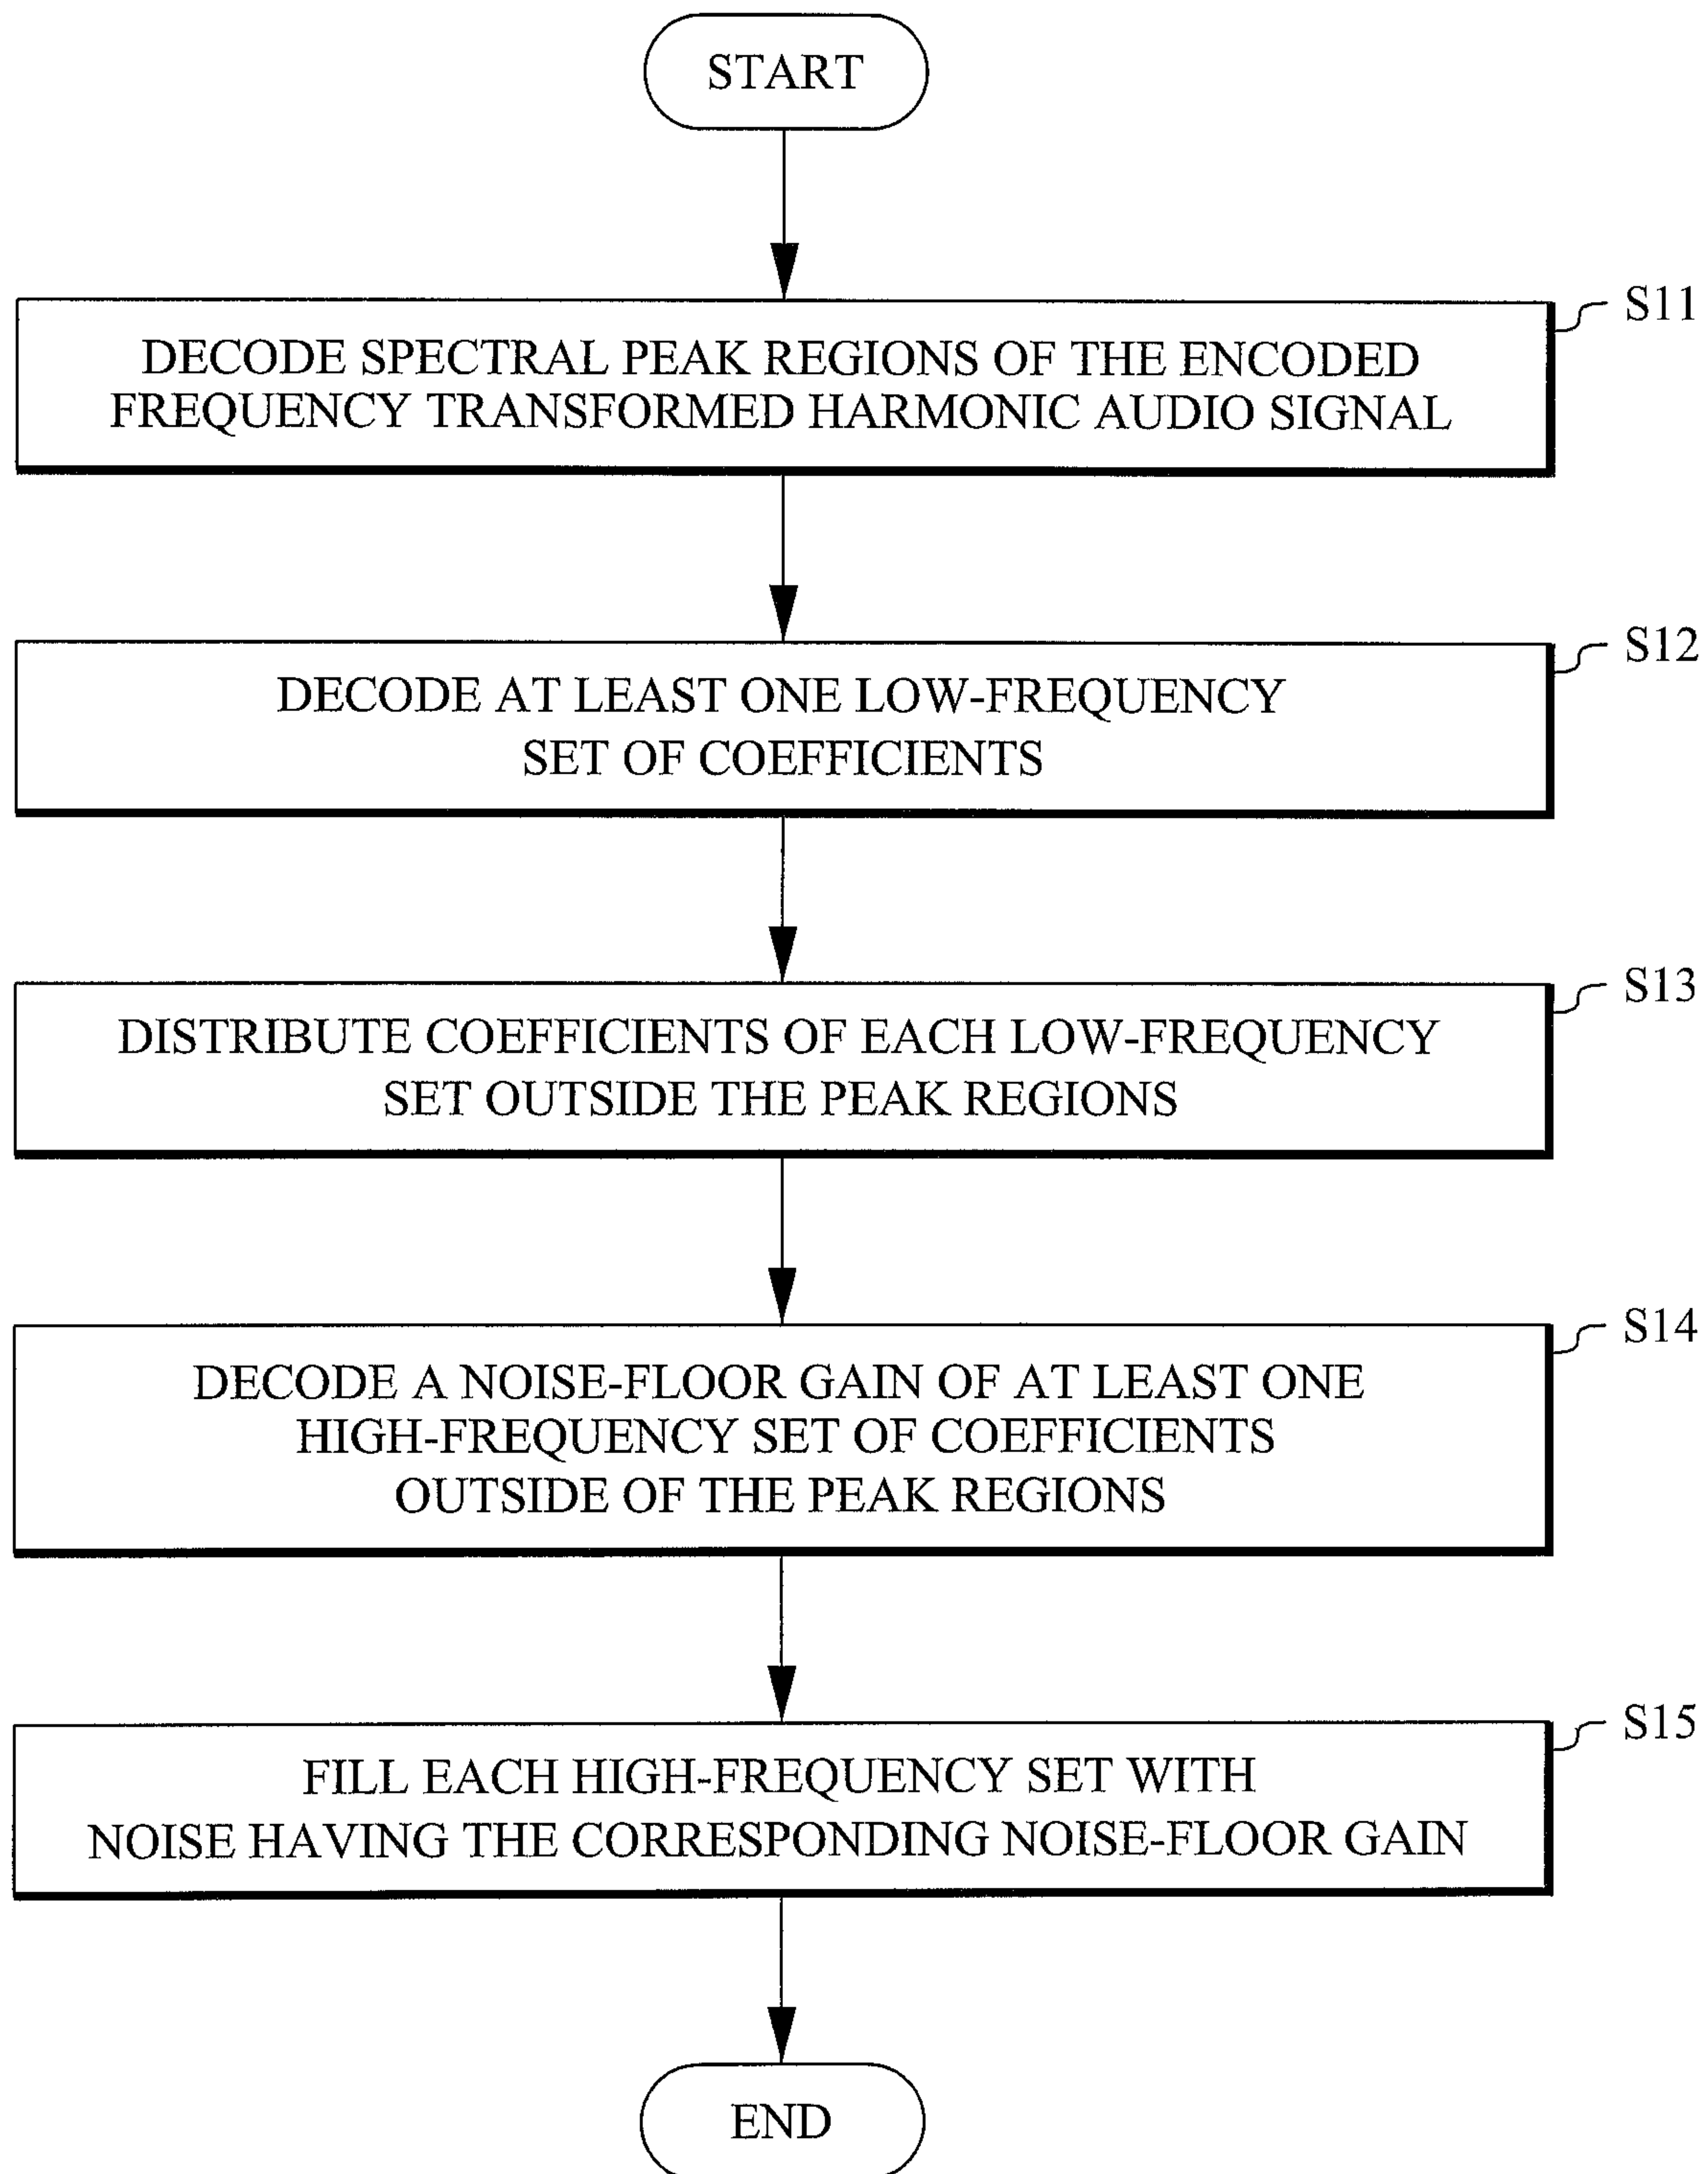 START
S11
DECODE SPECTRAL PEAK REGIONS OF THE ENCODED
FREQUENCY TRANSFORMED HARMONIC AUDIO SIGNAL
S12
DECODE AT LEAST ONE LOW-FREQUENCY
SET OF COEFFICIENTS
S13
DISTRIBUTE COEFFICIENTS OF EACH LOW-FREQUENCY
SET OUTSIDE THE PEAK REGIONS
S14
DECODE A NOISE-FLOOR GAIN OF AT LEAST ONE
HIGH-FREQUENCY SET OF COEFFICIENTS
OUTSIDE OF THE PEAK REGIONS
S15
FILL EACH HIGH-FREQUENCY SET WITH
NOISE HAVING THE CORRESPONDING NOISE-FLOOR GAIN
END